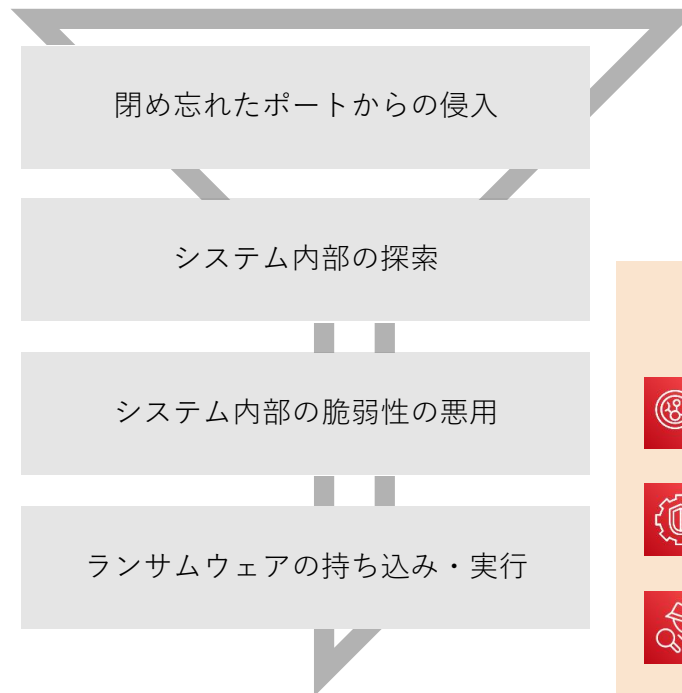 閉め忘れたポートからの侵入
システム内部の探索
システム内部の脆弱性の悪用
ランサムウェアの持ち込み・実行